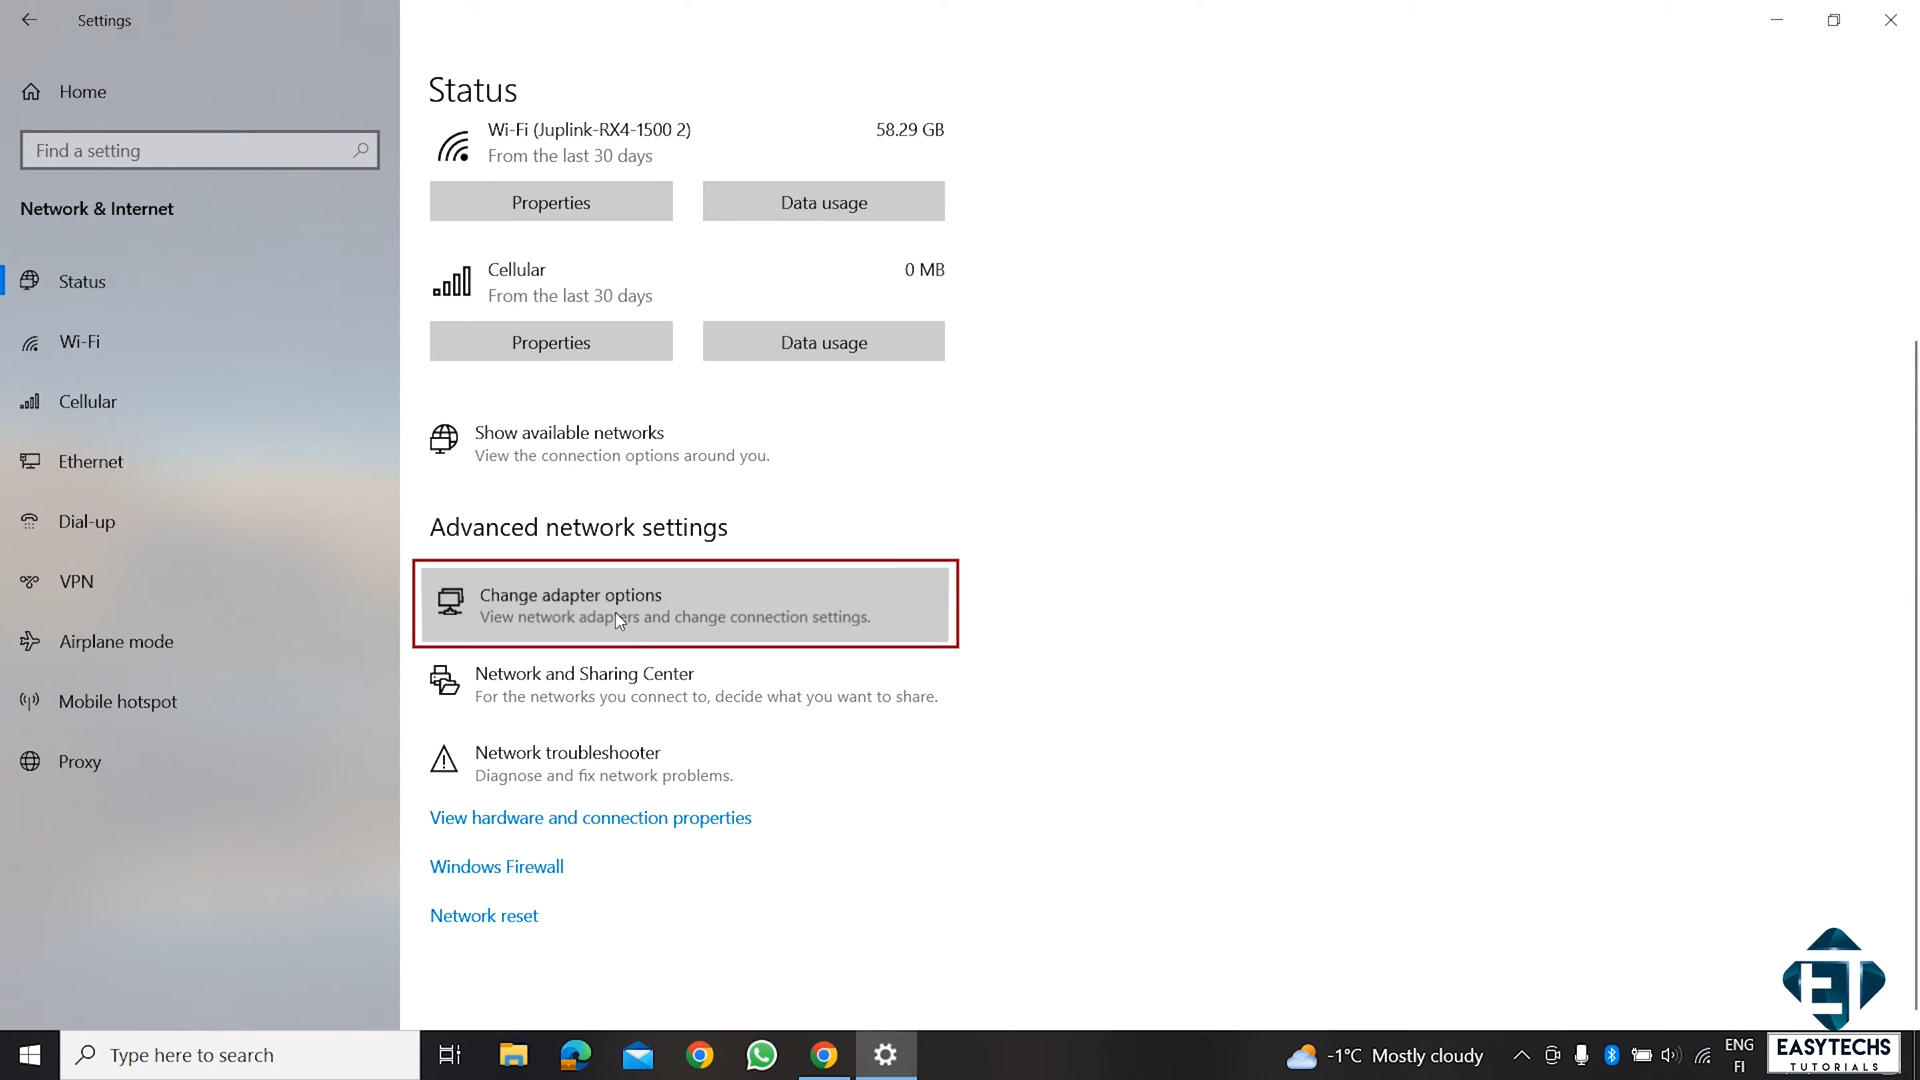 Settings
Home
Find a setting
Network & Internet
Status
Wi-Fi
Cellular
Ethernet
Dial-up
VPN
Airplane mode
Mobile hotspot
Proxy
Status
Wi-Fi (Juplink-RX4-1500 2)
58.29 GB
From the last 30 days
Properties
Data usage
Cellular
0 MB
From the last 30 days
Properties
Data usage
Show available networks
View the connection options around you.
Advanced network settings
Change adapter options
View network adapters and change connection settings.
Network and Sharing Center
For the networks you connect to, decide what you want to share.
Network troubleshooter
Diagnose and fix network problems.
View hardware and connection properties
Windows Firewall
Network reset
Type here to search
-1°C Mostly cloudy
ENG
FI
ET
EASYTECHS
TUTORIALS